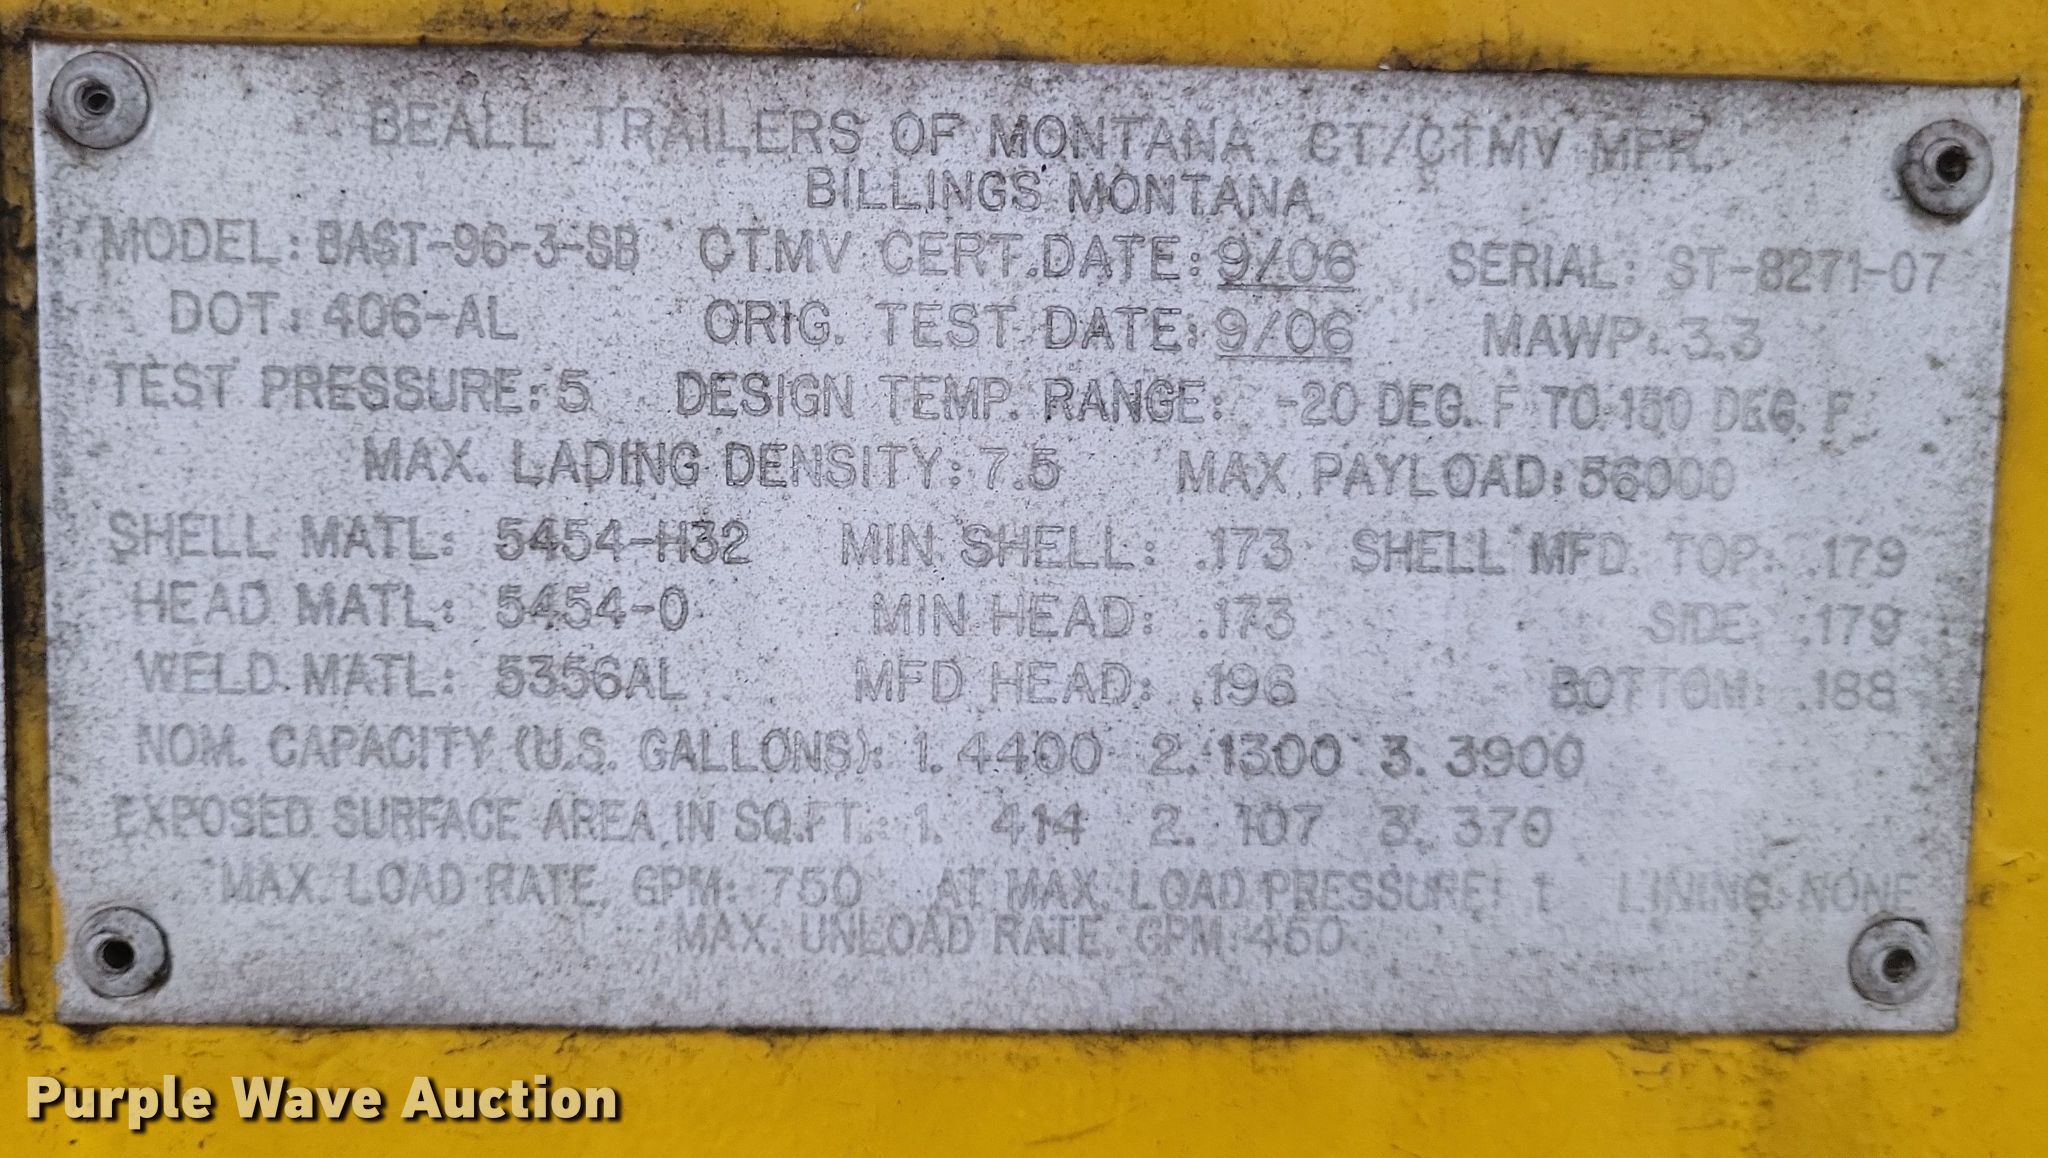 BEALL TRAILERS OF MONTANA CT/CTMV MFR.
BILLINGS MONTANA
MODEL: BAST-96-3-SB CTMV CERT. DATE: 9/06 SERIAL: ST-8271-07
DOT: 406-AL ORIG. TEST DATE: 9/06 MAWP: 3.3
TEST PRESSURE: 5 DESIGN TEMP. RANGE: -20 DEG. F TO 150 DEG. F
MAX. LADING DENSITY: 7.5 MAX PAYLOAD: 56000
SHELL MATL: 5454-H32 MIN SHELL: .173 SHELL MFD TOP: .179
HEAD MATL: 5454-0 MIN HEAD: .173 SIDE: .179
WELD MATL: 5356AL MFD HEAD: .196 BOTTOM: .188
NOM. CAPACITY (U.S. GALLONS): 1. 4400 2. 1300 3. 3900
EXPOSED SURFACE AREA IN SQ.FT.: 1. 414 2. 107 3. 370
MAX. LOAD RATE, GPM: 750 AT MAX. LOAD PRESSURE: 1 LINING: NONE
MAX. UNLOAD RATE, GPM: 450
Purple Wave Auction